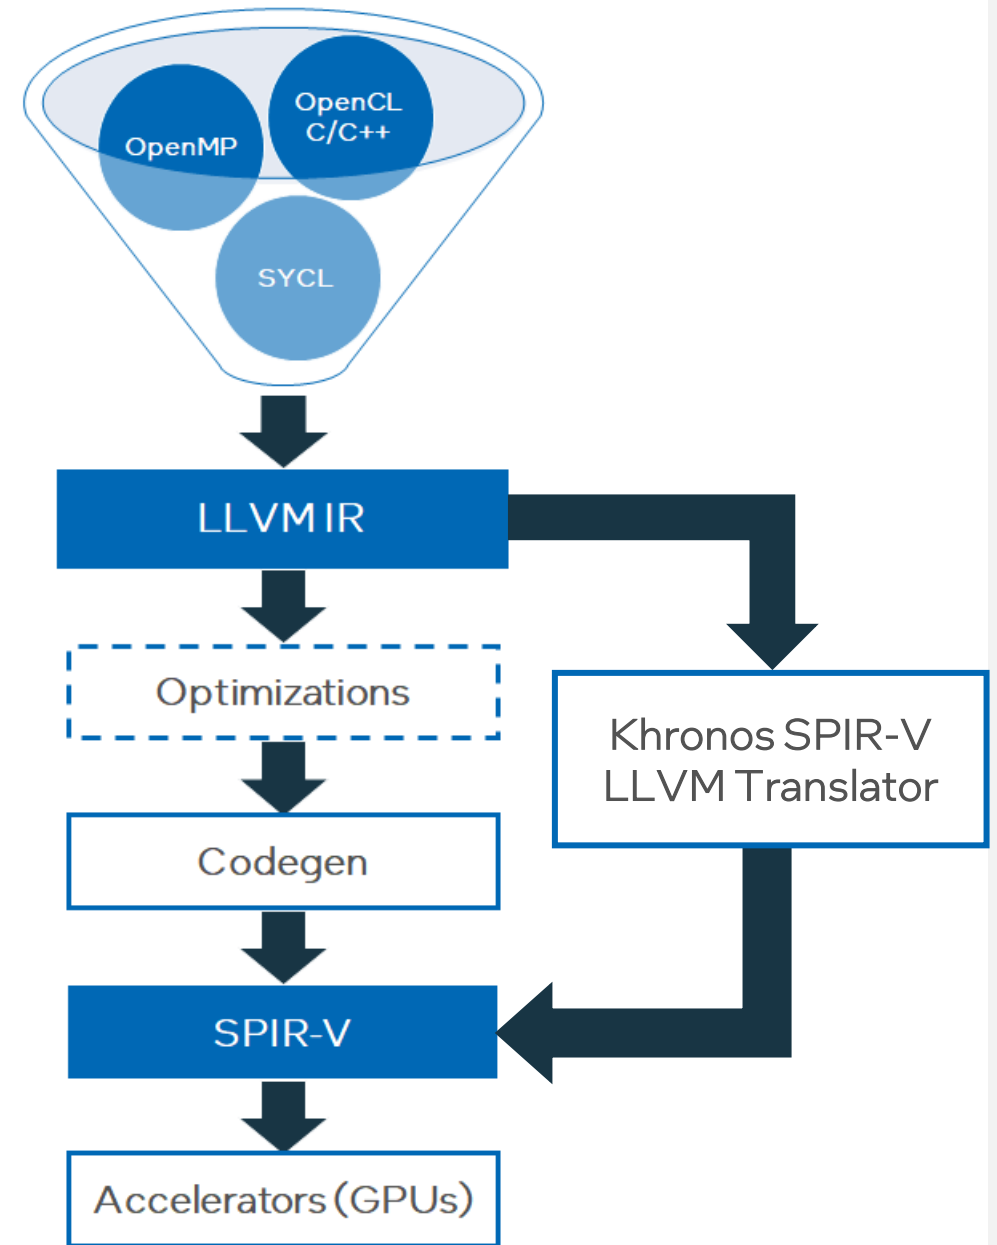 OpenCL
C/C++
OpenMP
SYCL
LLVM IR
Optimizations
Khronos SPIR-V
LLVM Translator
Codegen
SPIR-V
Accelerators (GPUs)